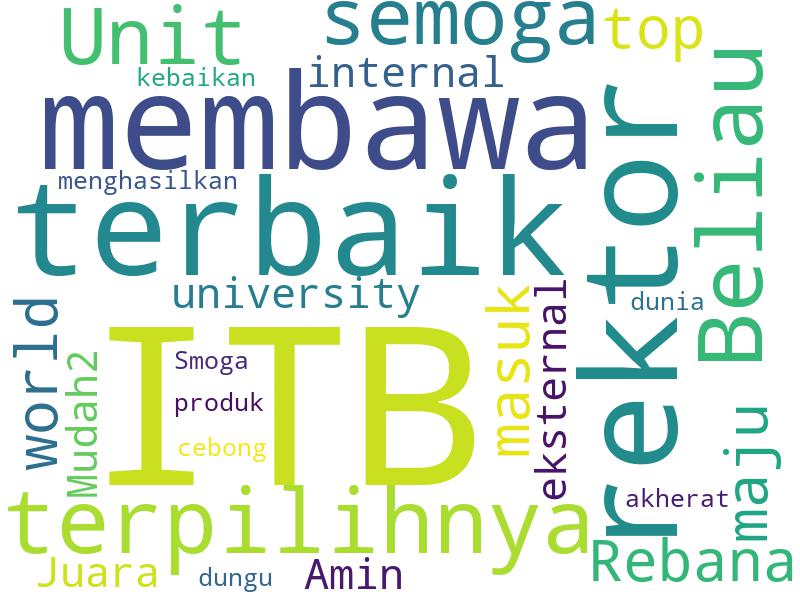 semoga
Unit
top
kebaikan
internal
membawa
rektor
Beliau
menghasilkan
terbaik
university
dunia
world
masuk
eksternal
ITB
Mudah2
Smoga
produk
cebong
maju
akherat
terpilihnya
Rebana
Juara
dungu
Amin